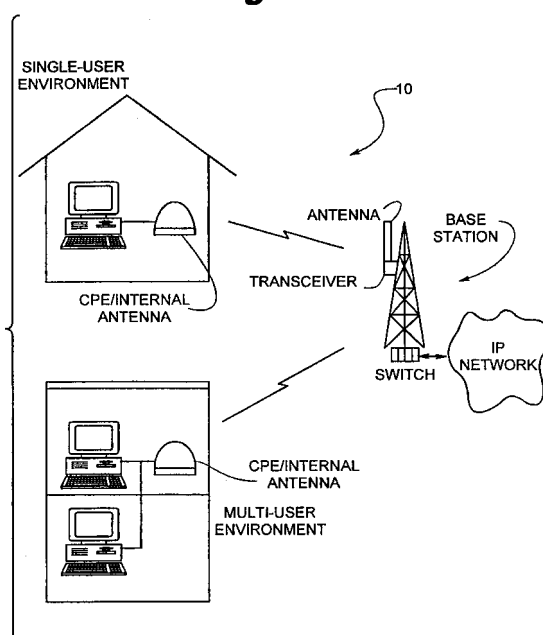 SINGLE-USER
ENVIRONMENT
10
ANTENNA
BASE
STATION
TRANSCEIVER
CPE/INTERNAL
ANTENNA
IP
NETWORK
SWITCH
CPE/INTERNAL
ANTENNA
MULTI-USER
ENVIRONMENT